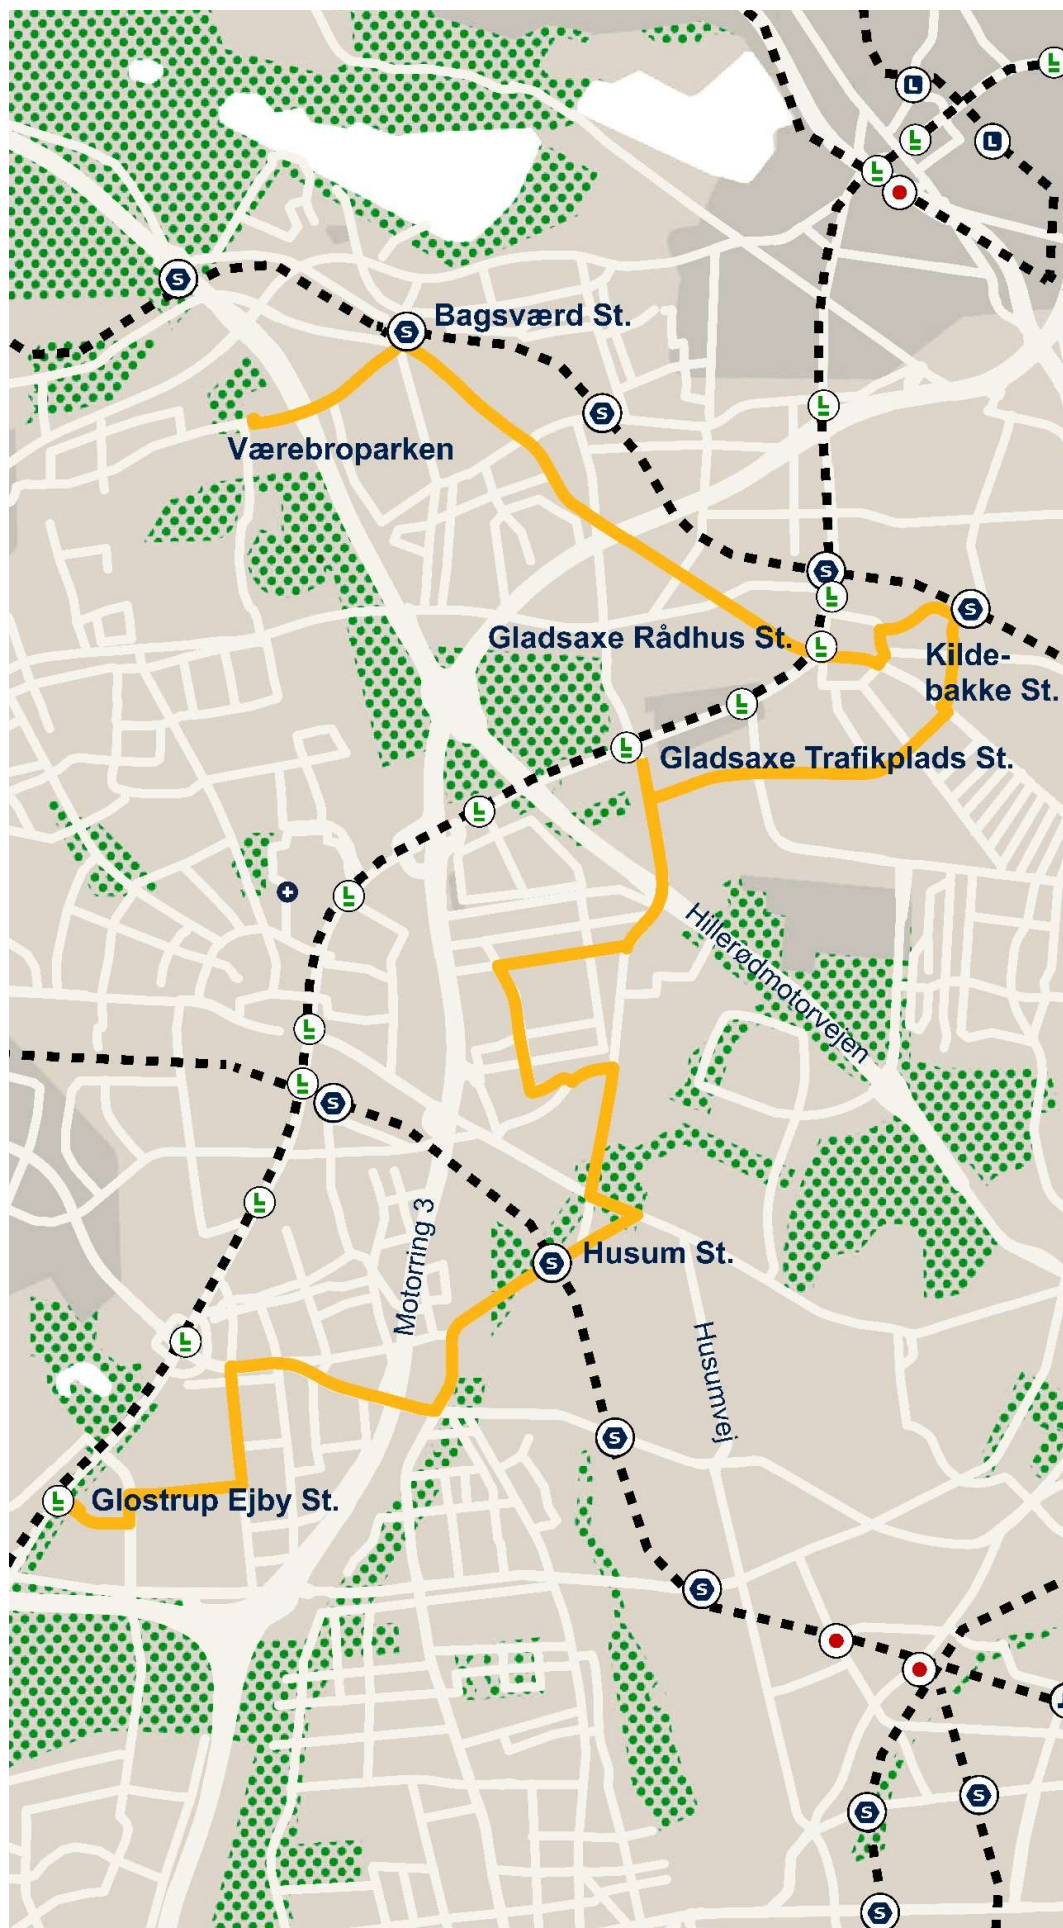 Bagsværd St.
Værebroparken
Gladsaxe Rådhus St.
Kilde-
bakke St.
Gladsaxe Trafikplads St.
Hillerødmotorvejen
Motorring 3
Husum St.
Husumvej
Glostrup Ejby St.